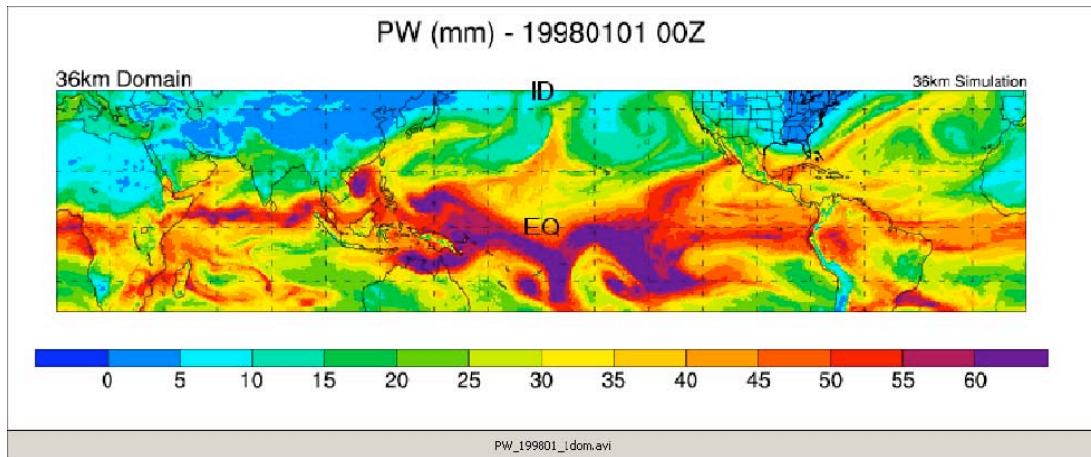 PW (mm) - 19980101 00Z
36km Domain
ID
36km Simulation
EQ
0 5 10 15 20 25 30 35 40 45 50 55 60
PW_199801_1dom.avi